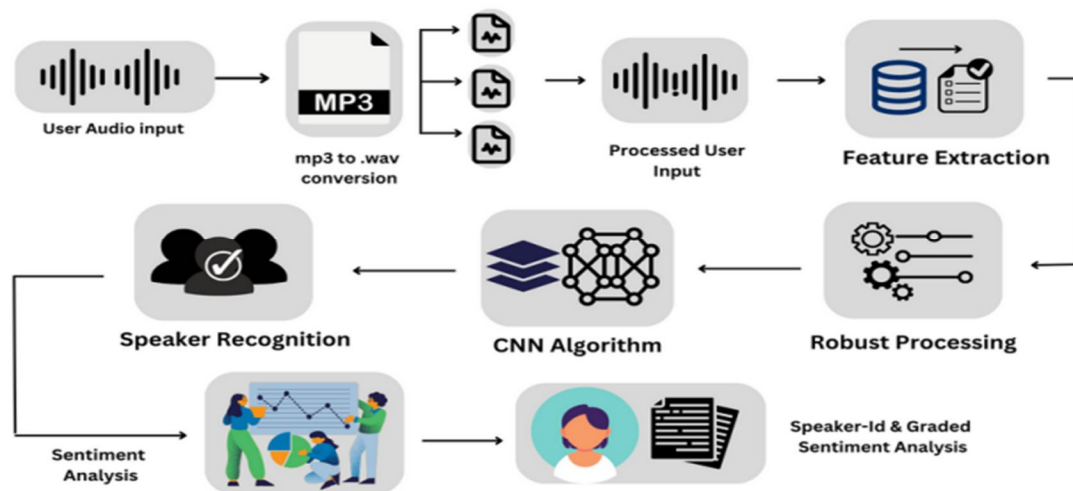 User Audio input
MP3
mp3 to .wav
conversion
Processed User
Input
Feature Extraction
Speaker Recognition
CNN Algorithm
Robust Processing
Sentiment
Analysis
Speaker-Id & Graded
Sentiment Analysis